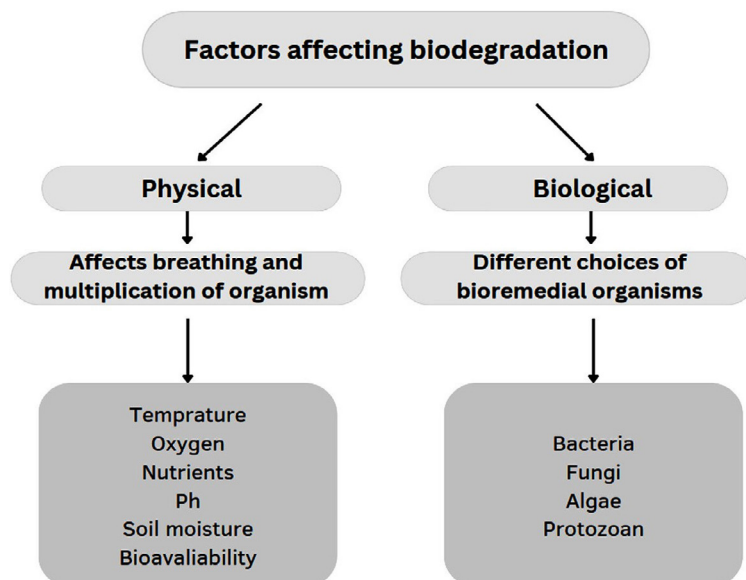 Factors affecting biodegradation
Physical
Biological
Affects breathing and
multiplication of organism
Different choices of
bioremedial organisms
Temprature
Oxygen
Nutrients
Ph
Soil moisture
Bioavaliability
Bacteria
Fungi
Algae
Protozoan